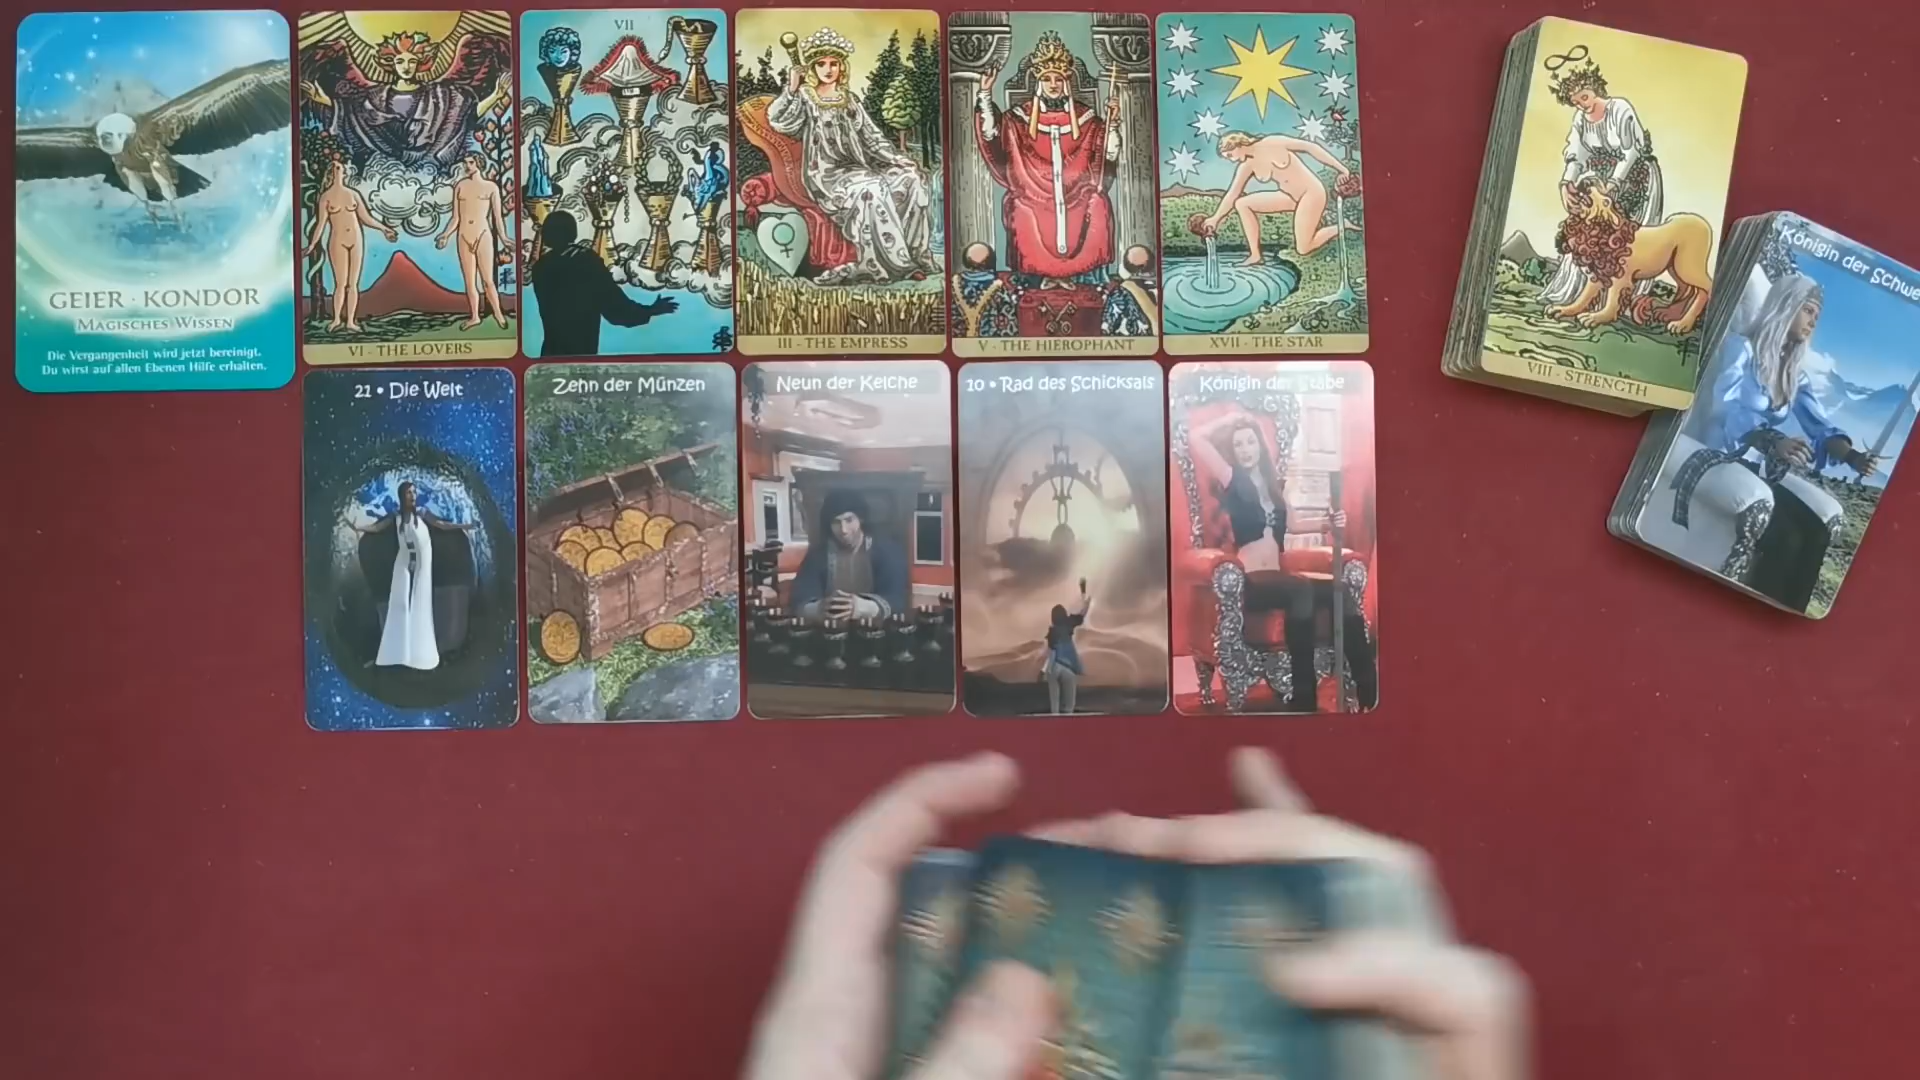 GEIER · KONDOR
MAGISCHES WISSEN
Die Vergangenheit wird jetzt bereinigt.
Du wirst auf allen Ebenen Hilfe erhalten.
VI - THE LOVERS
VII
III - THE EMPRESS
V - THE HIEROPHANT
XVII - THE STAR
21 • Die Welt
Zehn der Münzen
Neun der Kelche
10 • Rad des Schicksals
Königin der Stäbe
VIII - STRENGTH
Königin der Schwe